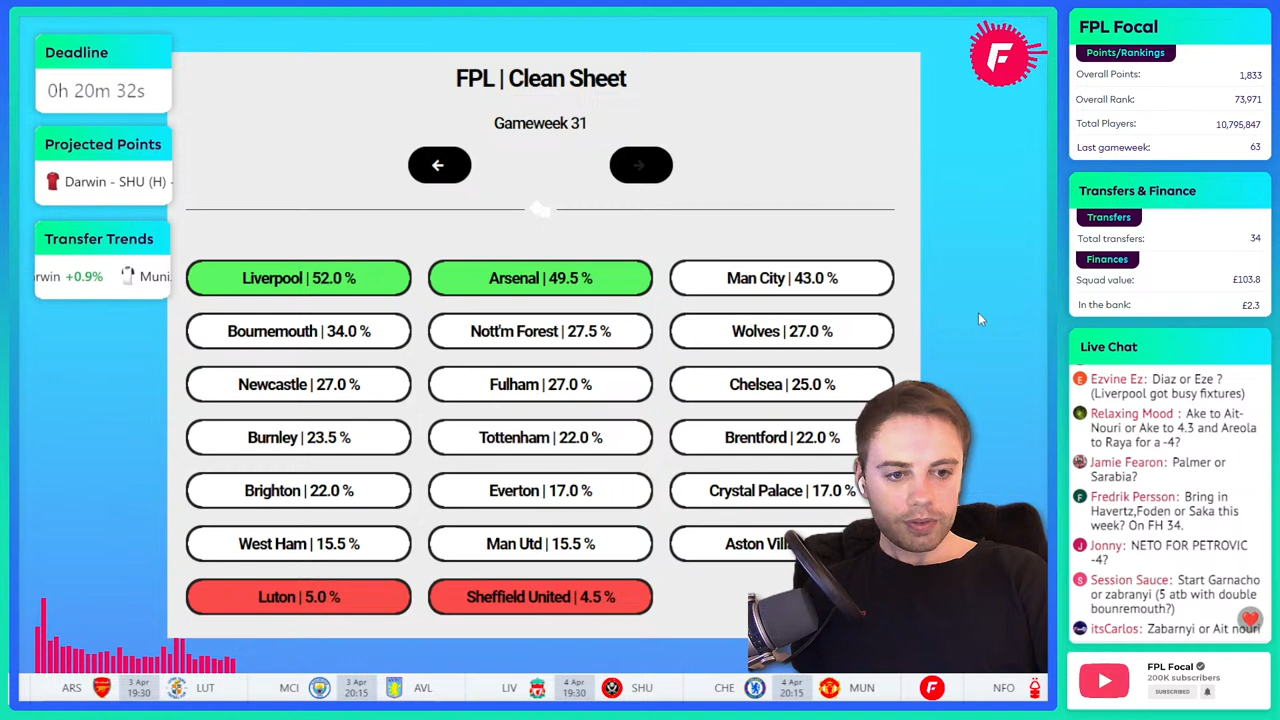 Deadline
0h 20m 32s
Projected Points
Darwin - SHU (H) -
Transfer Trends
rwin +0.9% Muni.
FPL | Clean Sheet
Gameweek 31
Liverpool | 52.0 %
Arsenal | 49.5 %
Man City | 43.0 %
Bournemouth | 34.0 %
Nott'm Forest | 27.5 %
Wolves | 27.0 %
Newcastle | 27.0 %
Fulham | 27.0 %
Chelsea | 25.0 %
Burnley | 23.5 %
Tottenham | 22.0 %
Brentford | 22.0 %
Brighton | 22.0 %
Everton | 17.0 %
Crystal Palace | 17.0 %
West Ham | 15.5 %
Man Utd | 15.5 %
Aston Vill
Luton | 5.0 %
Sheffield United | 4.5 %
FPL Focal
Points/Rankings
Overall Points: 1,833
Overall Rank: 73,971
Total Players: 10,795,847
Last gameweek: 63
Transfers & Finance
Transfers
Total transfers: 34
Finances
Squad value: £103.8
In the bank: £2.3
Live Chat
Ezvine Ez: Diaz or Eze ?
(Liverpool got busy fixtures)
Relaxing Mood : Ake to Ait-
Nouri or Ake to 4.3 and Areola
to Raya for a -4?
Jamie Fearon: Palmer or
Sarabia?
Fredrik Persson: Bring in
Havertz,Foden or Saka this
week? On FH 34.
Jonny: NETO FOR PETROVIC
-4?
Session Sauce: Start Garnacho
or zabranyi (5 atb with double
bounremouth?)
itsCarlos: Zabarnyi or Ait nouri
FPL Focal
200K subscribers
SUBSCRIBED
ARS 3 Apr 19:30 LUT
MCI 3 Apr 20:15 AVL
LIV 4 Apr 19:30 SHU
CHE 4 Apr 20:15 MUN
NFO